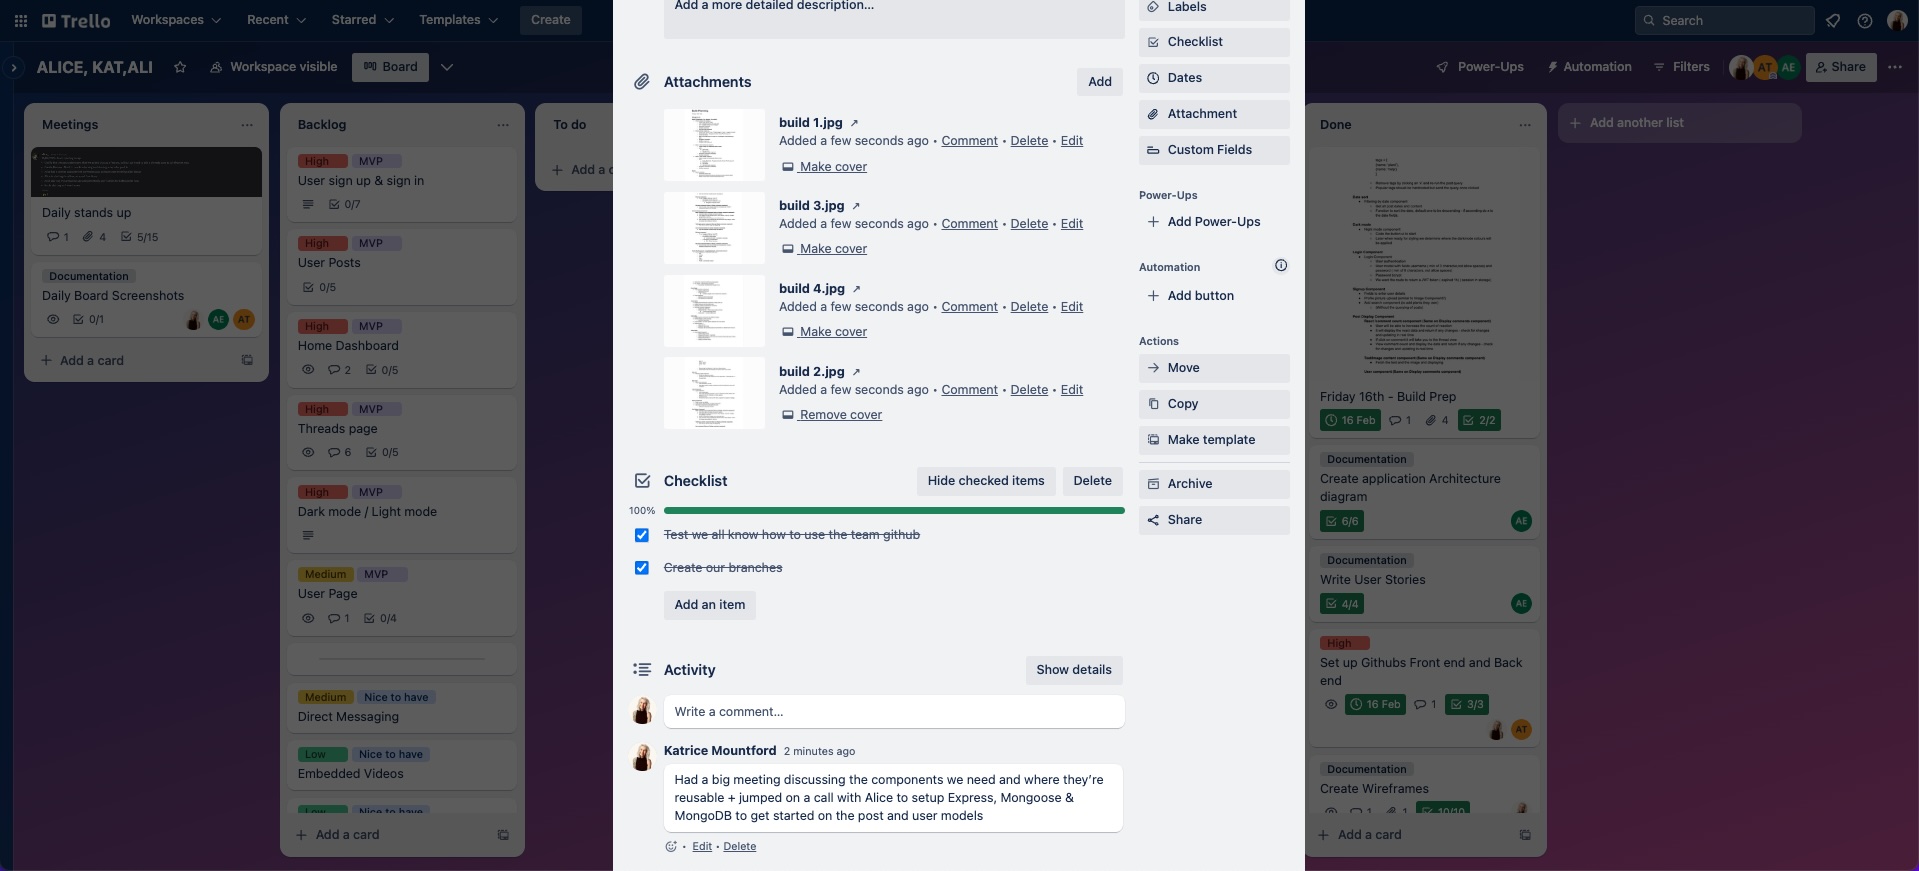 Trello
Workspaces
Recent
Starred
Templates
Create
Search
ALICE, KAT,ALI
Workspace visible
Board
Power-Ups
Automation
Filters
AT
AE
Share
Meetings
Daily stands up
1
4
5/15
Documentation
Daily Board Screenshots
0/1
AE
AT
Add a card
Backlog
High
MVP
User sign up & sign in
0/7
High
MVP
User Posts
0/5
High
MVP
Home Dashboard
2
0/5
High
MVP
Threads page
6
0/5
High
MVP
Dark mode / Light mode
Medium
MVP
User Page
1
0/4
Medium
Nice to have
Direct Messaging
Low
Nice to have
Embedded Videos
Low
Nice to have
Add a card
To do
Add a c
Add a more detailed description...
Attachments
Add
build 1.jpg
Added a few seconds ago • Comment • Delete • Edit
Make cover
build 3.jpg
Added a few seconds ago • Comment • Delete • Edit
Make cover
build 4.jpg
Added a few seconds ago • Comment • Delete • Edit
Make cover
build 2.jpg
Added a few seconds ago • Comment • Delete • Edit
Remove cover
Checklist
Hide checked items
Delete
100%
Test we all know how to use the team github
Create our branches
Add an item
Activity
Show details
Write a comment…
Katrice Mountford 2 minutes ago
Had a big meeting discussing the components we need and where they’re
reusable + jumped on a call with Alice to setup Express, Mongoose &
MongoDB to get started on the post and user models
• Edit • Delete
Labels
Checklist
Dates
Attachment
Custom Fields
Power-Ups
Add Power-Ups
Automation
Add button
Actions
Move
Copy
Make template
Archive
Share
Done
Friday 16th - Build Prep
16 Feb
1
4
2/2
Documentation
Create application Architecture
diagram
6/6
AE
Documentation
Write User Stories
4/4
AE
High
Set up Githubs Front end and Back
end
16 Feb
1
3/3
AT
Documentation
Create Wireframes
1
1
10/10
Add a card
Add another list